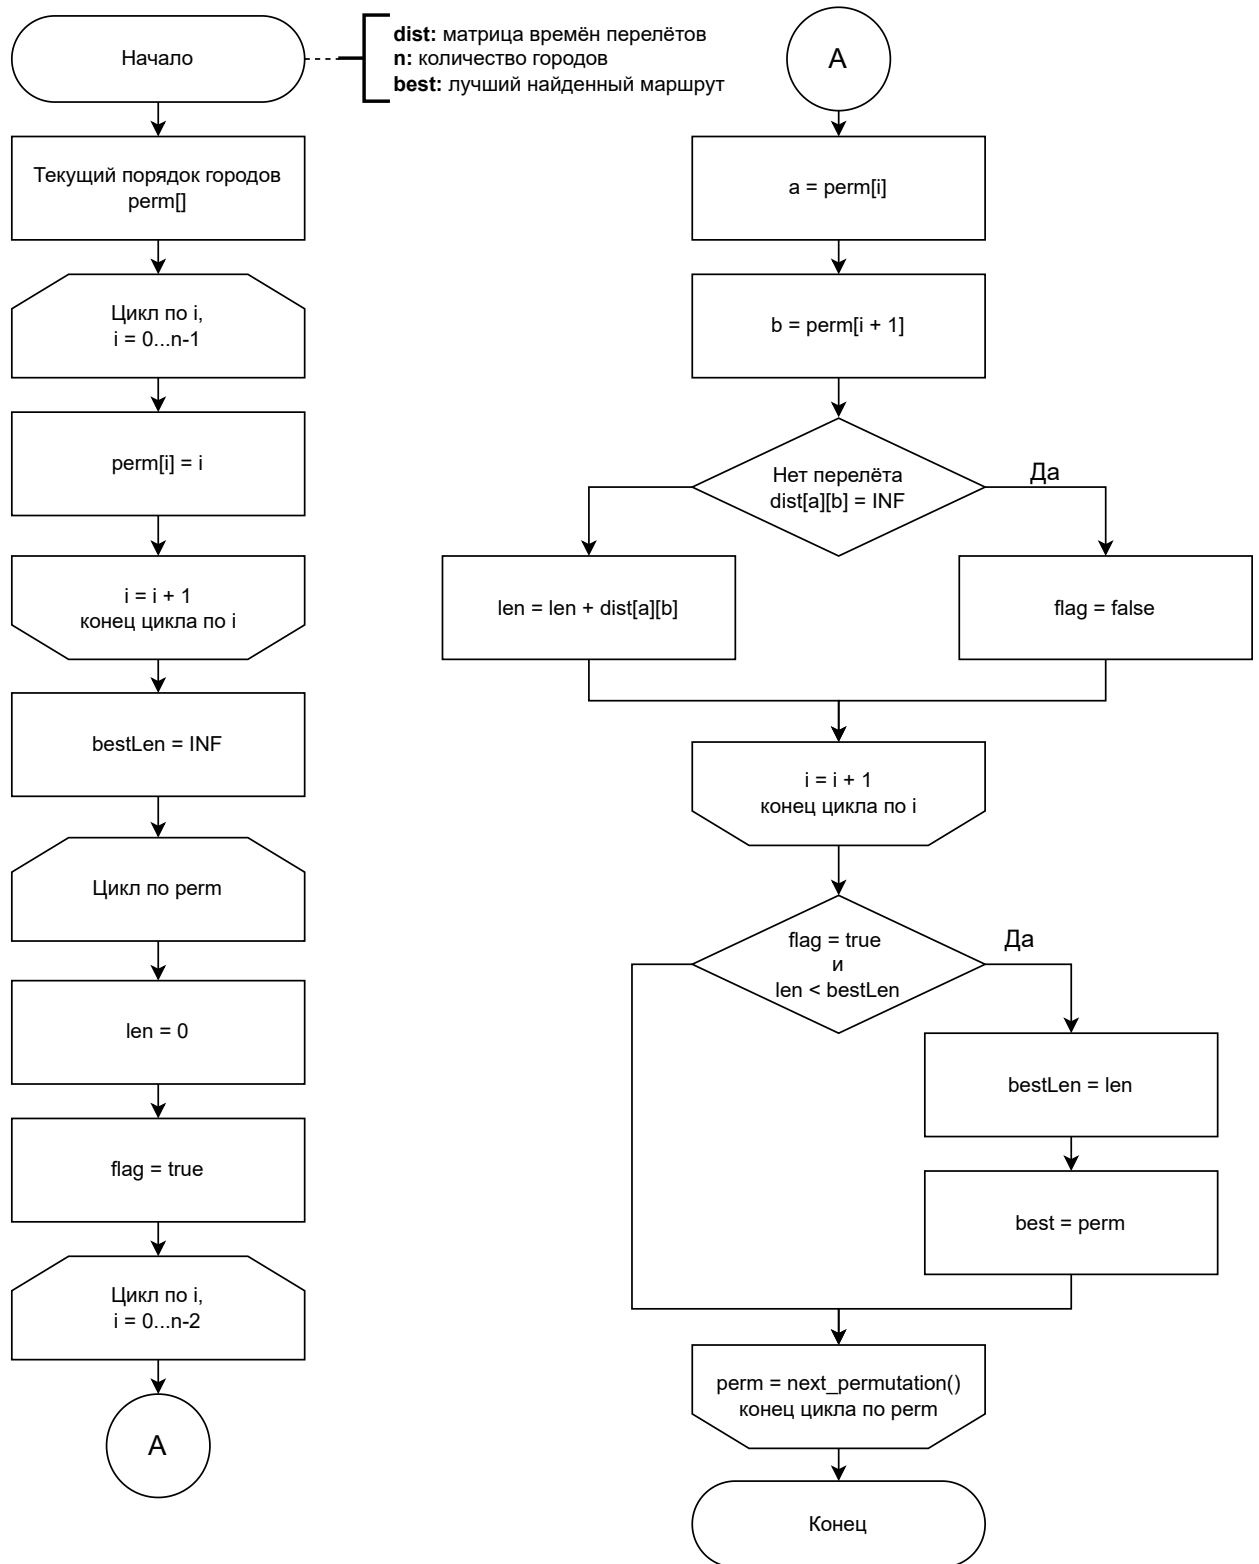 Начало
dist: матрица времён перелётов
n: количество городов
best: лучший найденный маршрут
Текущий порядок городов
perm[]
Цикл по i,
i = 0...n-1
perm[i] = i
i = i + 1
конец цикла по i
bestLen = INF
Цикл по perm
len = 0
flag = true
Цикл по i,
i = 0...n-2
A
A
a = perm[i]
b = perm[i + 1]
Нет перелёта
dist[a][b] = INF
Да
len = len + dist[a][b]
flag = false
i = i + 1
конец цикла по i
flag = true
и
len < bestLen
Да
bestLen = len
best = perm
perm = next_permutation()
конец цикла по perm
Конец